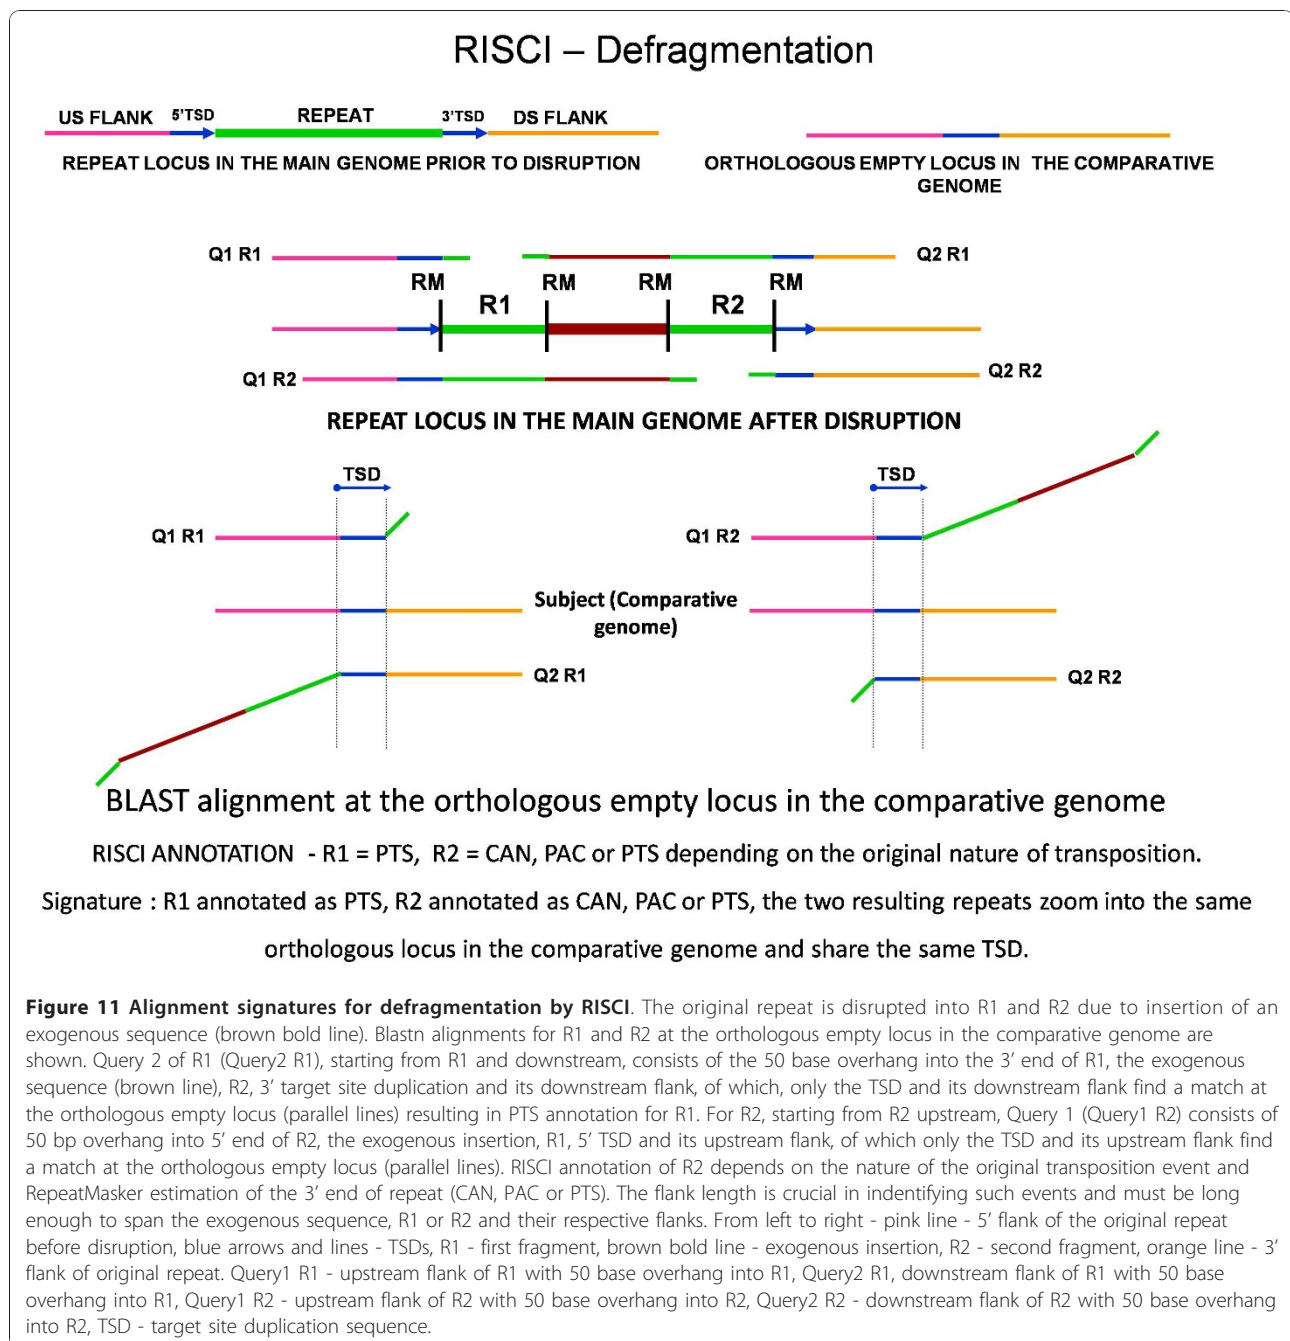 RISCI – Defragmentation
US FLANK 5'TSD REPEAT 3'TSD DS FLANK
REPEAT LOCUS IN THE MAIN GENOME PRIOR TO DISRUPTION
ORTHOLOGOUS EMPTY LOCUS IN THE COMPARATIVE
GENOME
Q1 R1
Q2 R1
RM RM RM RM
R1 R2
Q1 R2
Q2 R2
REPEAT LOCUS IN THE MAIN GENOME AFTER DISRUPTION
TSD
TSD
Q1 R1
Q1 R2
Subject (Comparative
genome)
Q2 R1
Q2 R2
BLAST alignment at the orthologous empty locus in the comparative genome
RISCI ANNOTATION - R1 = PTS, R2 = CAN, PAC or PTS depending on the original nature of transposition.
Signature : R1 annotated as PTS, R2 annotated as CAN, PAC or PTS, the two resulting repeats zoom into the same
orthologous locus in the comparative genome and share the same TSD.
Figure 11 Alignment signatures for defragmentation by RISCI. The original repeat is disrupted into R1 and R2 due to insertion of an
exogenous sequence (brown bold line). Blastn alignments for R1 and R2 at the orthologous empty locus in the comparative genome are
shown. Query 2 of R1 (Query2 R1), starting from R1 and downstream, consists of the 50 base overhang into the 3' end of R1, the exogenous
sequence (brown line), R2, 3' target site duplication and its downstream flank, of which, only the TSD and its downstream flank find a match at
the orthologous empty locus (parallel lines) resulting in PTS annotation for R1. For R2, starting from R2 upstream, Query 1 (Query1 R2) consists of
50 bp overhang into 5' end of R2, the exogenous insertion, R1, 5' TSD and its upstream flank, of which only the TSD and its upstream flank find
a match at the orthologous empty locus (parallel lines). RISCI annotation of R2 depends on the nature of the original transposition event and
RepeatMasker estimation of the 3' end of repeat (CAN, PAC or PTS). The flank length is crucial in indentifying such events and must be long
enough to span the exogenous sequence, R1 or R2 and their respective flanks. From left to right - pink line - 5' flank of the original repeat
before disruption, blue arrows and lines - TSDs, R1 - first fragment, brown bold line - exogenous insertion, R2 - second fragment, orange line - 3'
flank of original repeat. Query1 R1 - upstream flank of R1 with 50 base overhang into R1, Query2 R1, downstream flank of R1 with 50 base
overhang into R1, Query1 R2 - upstream flank of R2 with 50 base overhang into R2, Query2 R2 - downstream flank of R2 with 50 base overhang
into R2, TSD - target site duplication sequence.